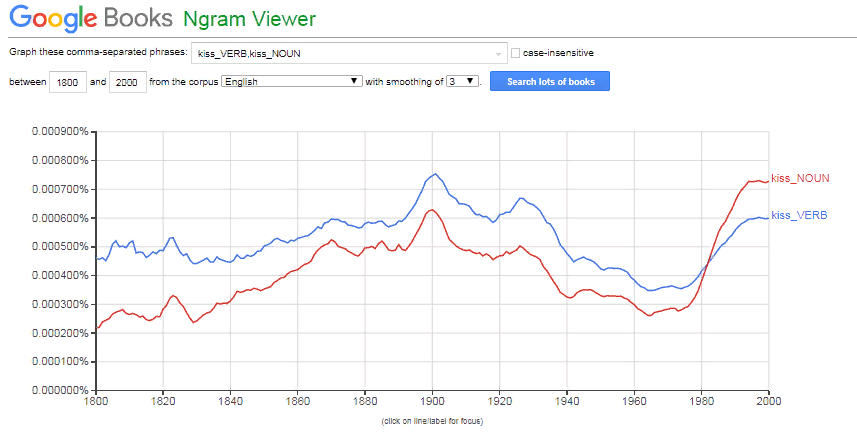 Google Books Ngram Viewer
Graph these comma-separated phrases: kiss_VERB,kiss_NOUN case-insensitive
between 1800 and 2000 from the corpus English with smoothing of 3 . Search lots of books
0.000900%
0.000800%
0.000700%
kiss_NOUN
0.000600%
kiss_VERB
0.000500%
0.000400%
0.000300%
0.000200%
0.000100%
0.000000%
1800 1820 1840 1860 1880 1900 1920 1940 1960 1980 2000
(click on line/label for focus)